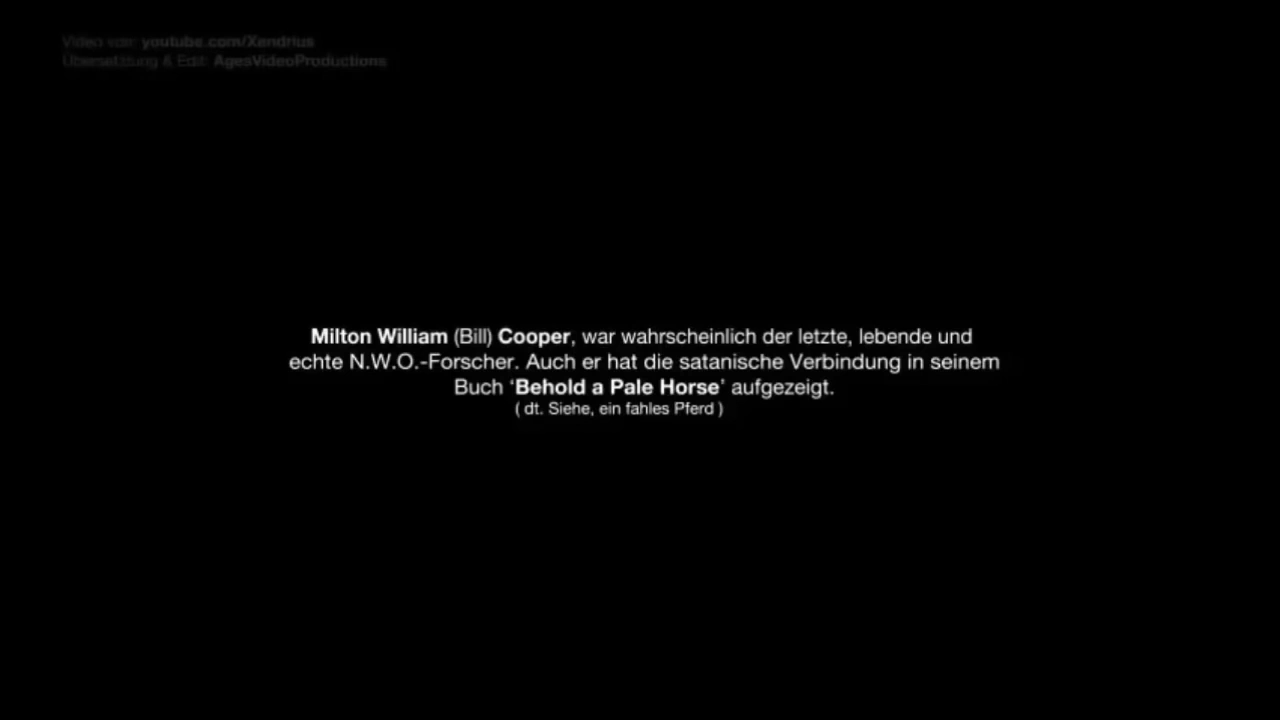 Video von: youtube.com/Xendrius
Übersetzung & Edit: AgesVideoProductions
Milton William (Bill) Cooper, war wahrscheinlich der letzte, lebende und
echte N.W.O.-Forscher. Auch er hat die satanische Verbindung in seinem
Buch ‘Behold a Pale Horse’ aufgezeigt.
( dt. Siehe, ein fahles Pferd )